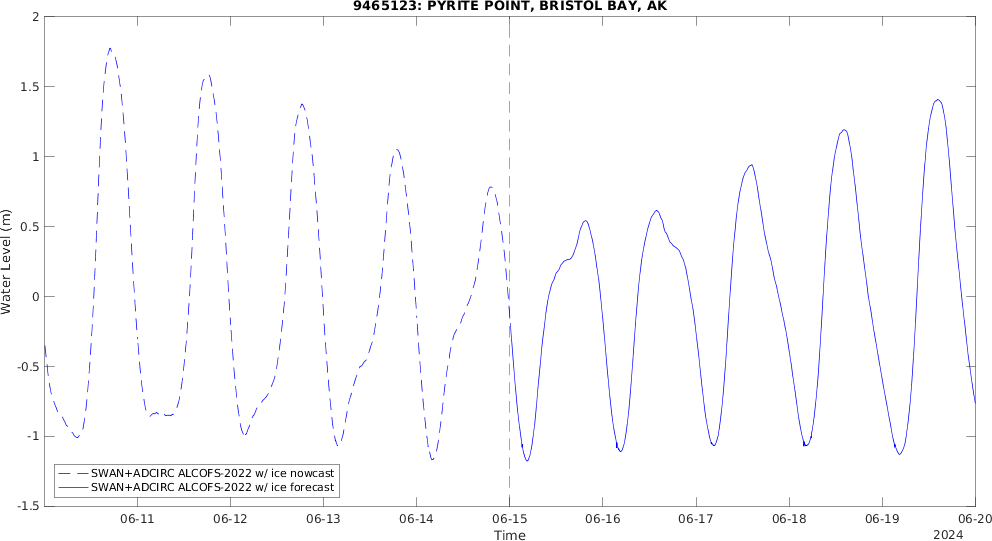 9465123: PYRITE POINT, BRISTOL BAY, AK
2
1.5
1
0.5
0
-0.5
-1
-1.5
Water Level (m)
SWAN+ADCIRC ALCOFS-2022 w/ ice nowcast
SWAN+ADCIRC ALCOFS-2022 w/ ice forecast
06-11 06-12 06-13 06-14 06-15 06-16 06-17 06-18 06-19 06-20
Time
2024